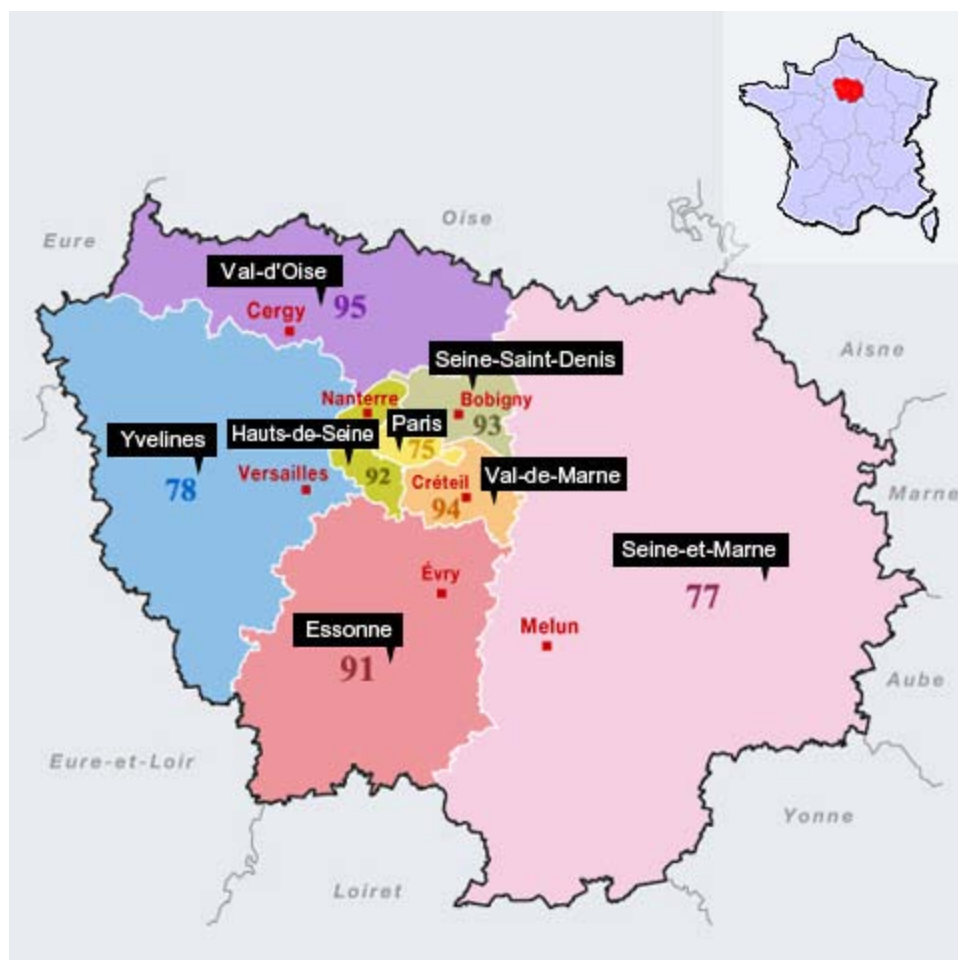 Oise
Eure
Val-d'Oise
95
Cergy
Seine-Saint-Denis
Aisne
Nanterre
Bobigny
Paris
93
Hauts-de-Seine
Yvelines
75
Versailles
92
Val-de-Marne
Créteil
78
94
Marne
Seine-et-Marne
Évry
77
Essonne
Melun
91
Aube
Eure-et-Loir
Yonne
Loiret